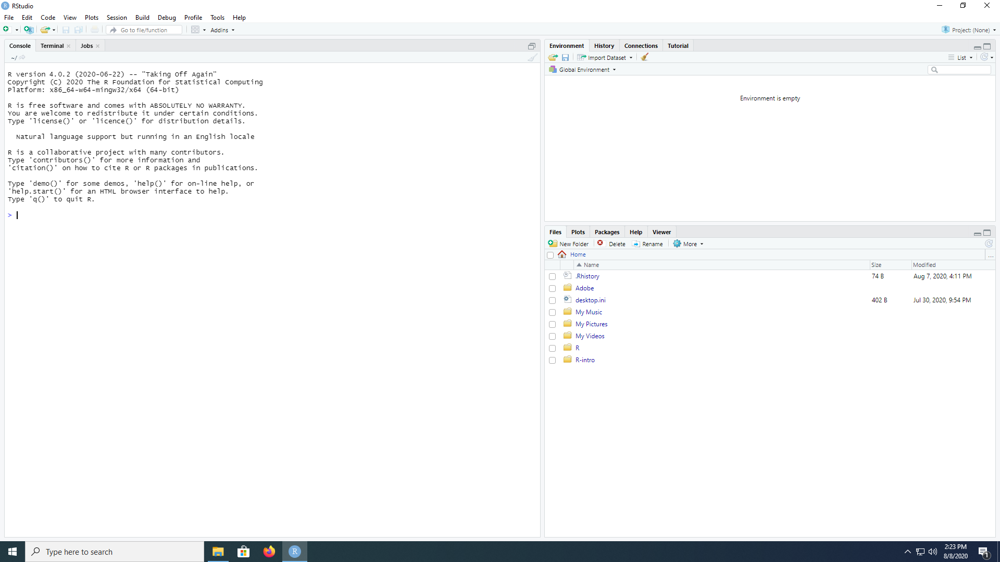 RStudio
File Edit Code View Plots Session Build Debug Profile Tools Help
Go to file/function Addins Project: (None)
Console Terminal Jobs
~/
R version 4.0.2 (2020-06-22) -- "Taking Off Again"
Copyright (C) 2020 The R Foundation for Statistical Computing
Platform: x86_64-w64-mingw32/x64 (64-bit)
R is free software and comes with ABSOLUTELY NO WARRANTY.
You are welcome to redistribute it under certain conditions.
Type 'license()' or 'licence()' for distribution details.
Natural language support but running in an English locale
R is a collaborative project with many contributors.
Type 'contributors()' for more information and
'citation()' on how to cite R or R packages in publications.
Type 'demo()' for some demos, 'help()' for on-line help, or
'help.start()' for an HTML browser interface to help.
Type 'q()' to quit R.
>
Environment History Connections Tutorial
Import Dataset List
Global Environment
Environment is empty
Files Plots Packages Help Viewer
New Folder Delete Rename More
Home ...
Name Size Modified
.Rhistory 74 B Aug 7, 2020, 4:11 PM
Adobe
desktop.ini 402 B Jul 30, 2020, 9:54 PM
My Music
My Pictures
My Videos
R
R-intro
Type here to search
R
2:23 PM
8/8/2020
1